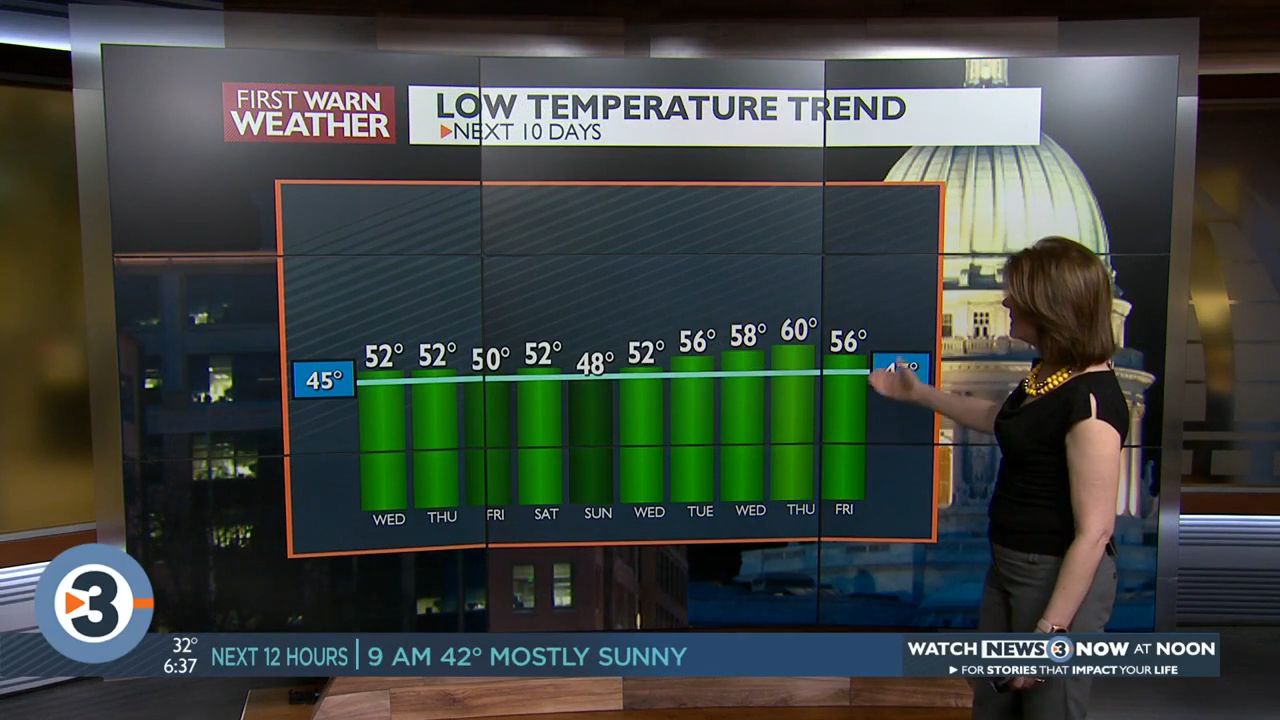 FIRST WARN
WEATHER
LOW TEMPERATURE TREND
NEXT 10 DAYS
52° 52° 50° 52° 48° 52° 56° 58° 60° 56°
45°
WED THU FRI SAT SUN WED TUE WED THU FRI
3
32°
6:37
NEXT 12 HOURS 9 AM 42° MOSTLY SUNNY
WATCH NEWS 3 NOW AT NOON
FOR STORIES THAT IMPACT YOUR LIFE